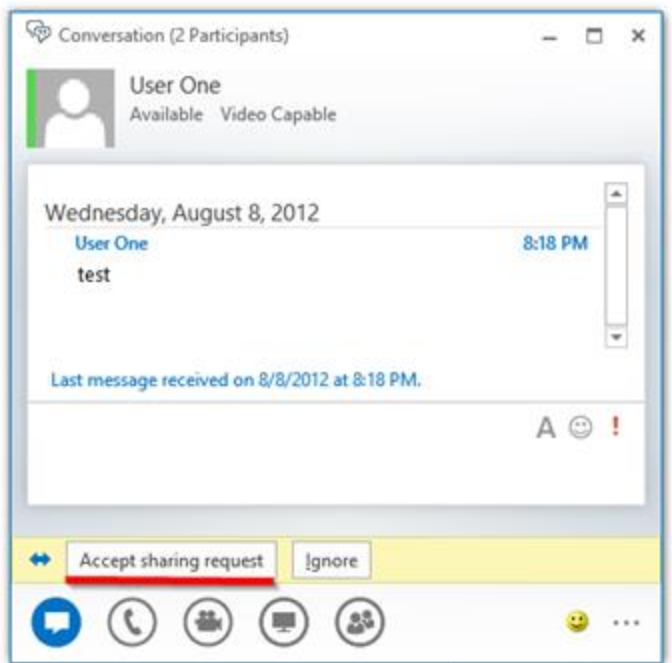 Conversation (2 Participants)
User One
Available Video Capable
Wednesday, August 8, 2012
User One 8:18 PM
test
Last message received on 8/8/2012 at 8:18 PM.
A !
Accept sharing request Ignore